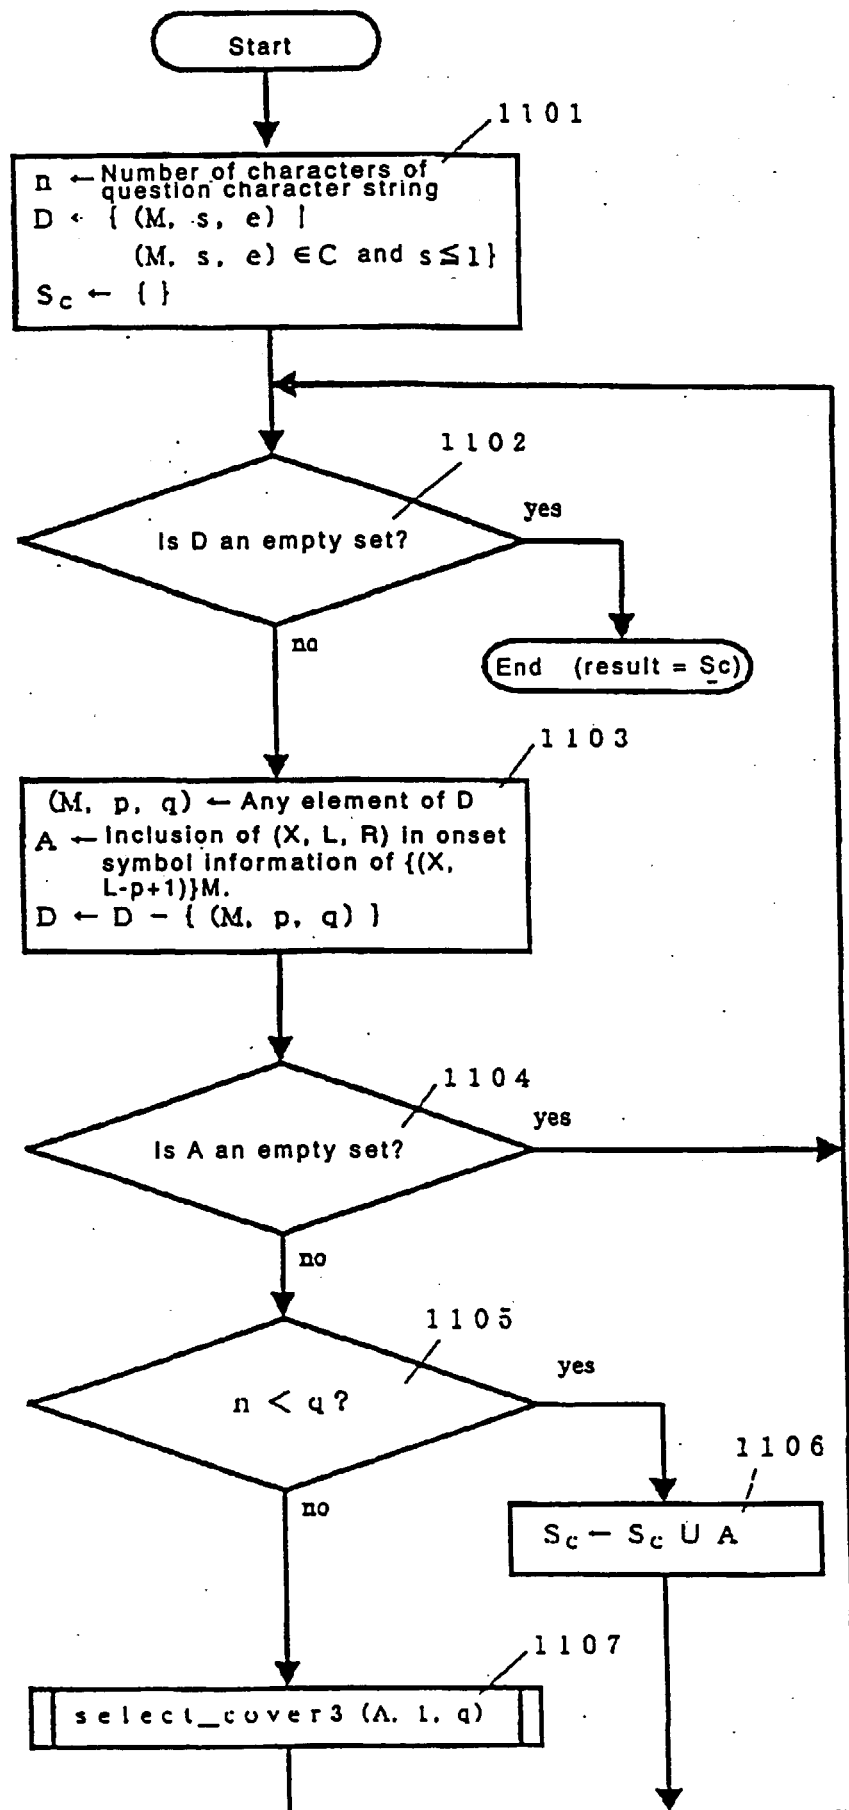 Start
1101
n ← Number of characters of
question character string
D ← { (M, s, e) |
(M, s, e) ∈ C and s≦1}
Sc ← { }
1102
Is D an empty set?
yes
no
End (result = Sc)
1103
(M, p, q) ← Any element of D
A ← Inclusion of (X, L, R) in onset
symbol information of {(X,
L-p+1)}M.
D ← D − { (M, p, q) }
1104
Is A an empty set?
yes
no
1105
n < q?
yes
no
1106
Sc ← Sc ∪ A
1107
select_cover3 (A, 1, q)